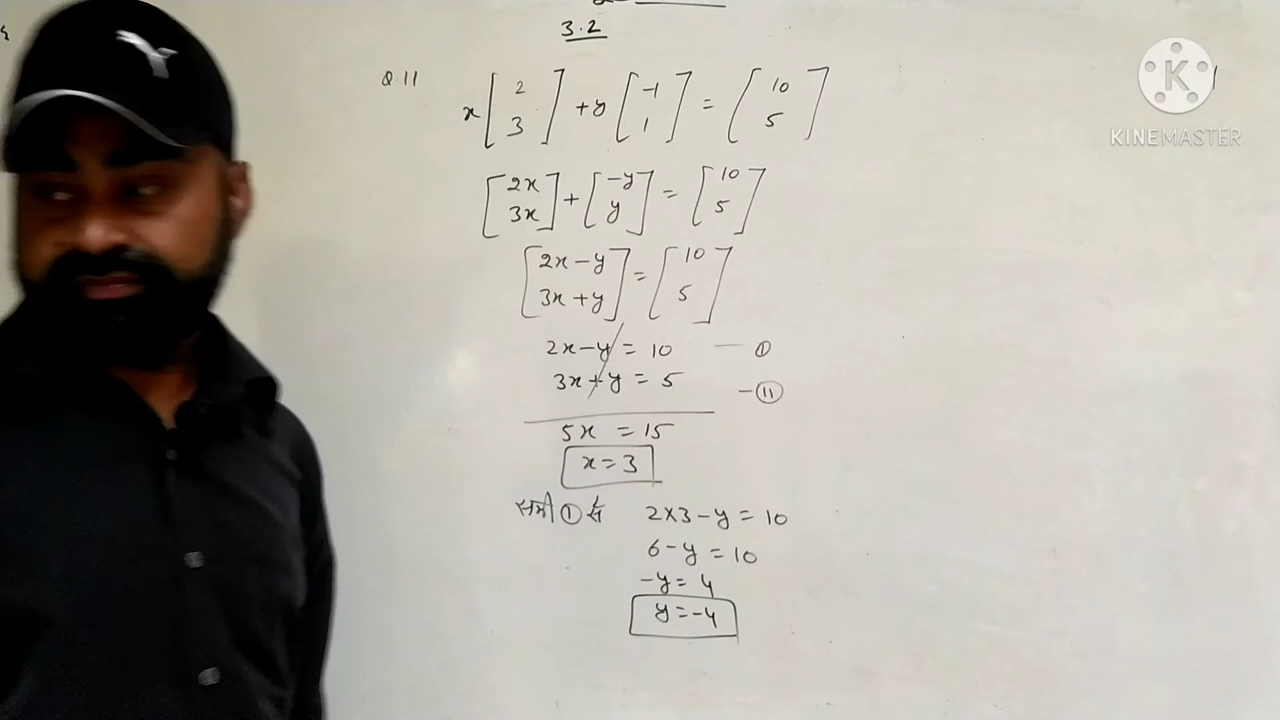 3.2
Q.11 x[2 3] + y[-1 1] = [10 5]
[2x 3x] + [-y y] = [10 5]
[2x-y 3x+y] = [10 5]
2x-y = 10 — ①
3x+y = 5 — ⑪
5x = 15
x=3
समी ① से 2×3-y=10
6-y=10
-y=4
y=-4
K
KINEMASTER